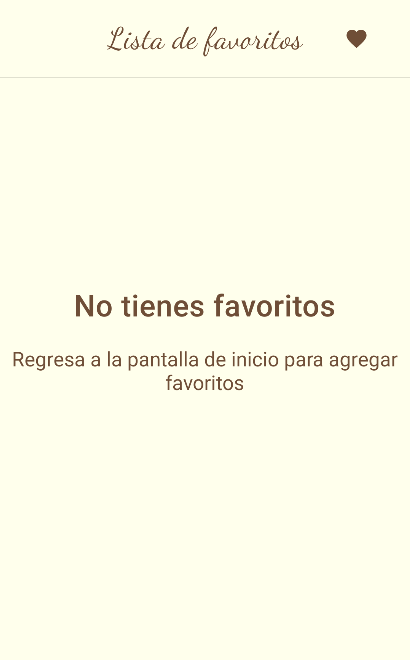 Lista de favoritos
No tienes favoritos
Regresa a la pantalla de inicio para agregar
favoritos